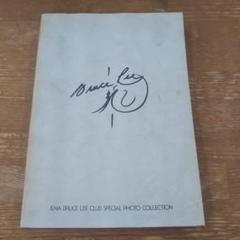 Bruce Lee
JENA BRUCE LEE CLUB SPECIAL PHOTO COLLECTION